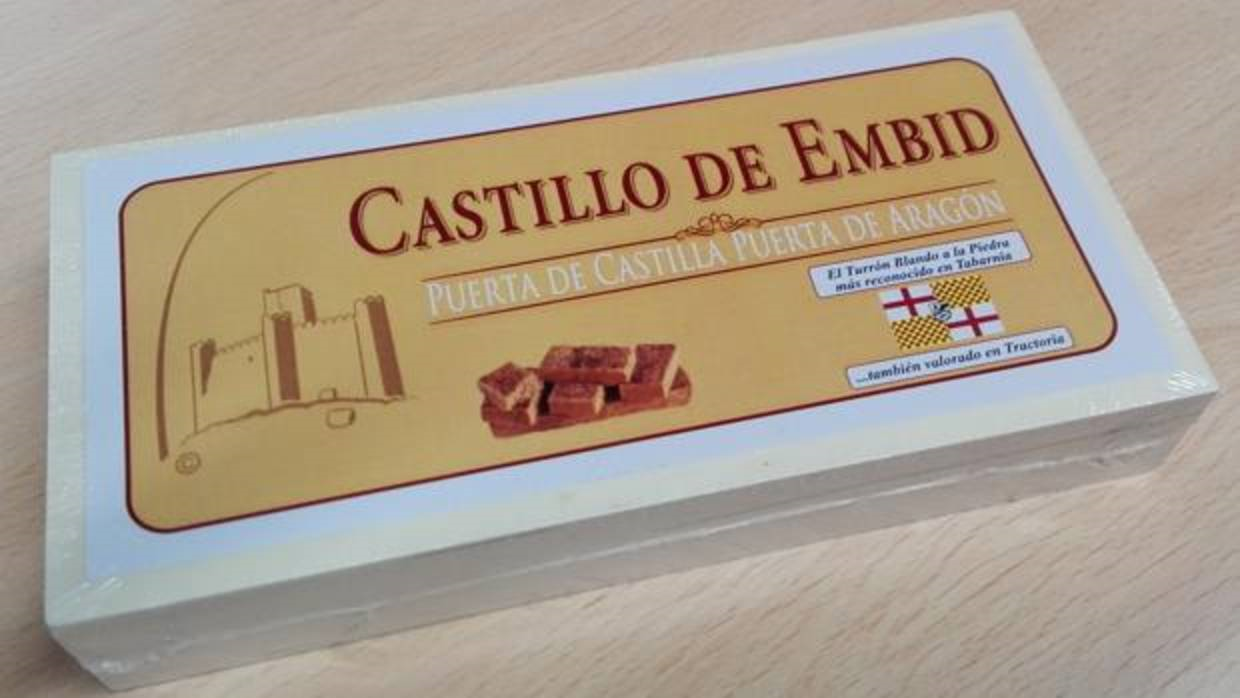 CASTILLO DE EMBID
PUERTA DE CASTILLA PUERTA DE ARAGÓN
El Turrón Blando a la Piedra
más reconocido en Tabarnia
...también valorado en Tractoria